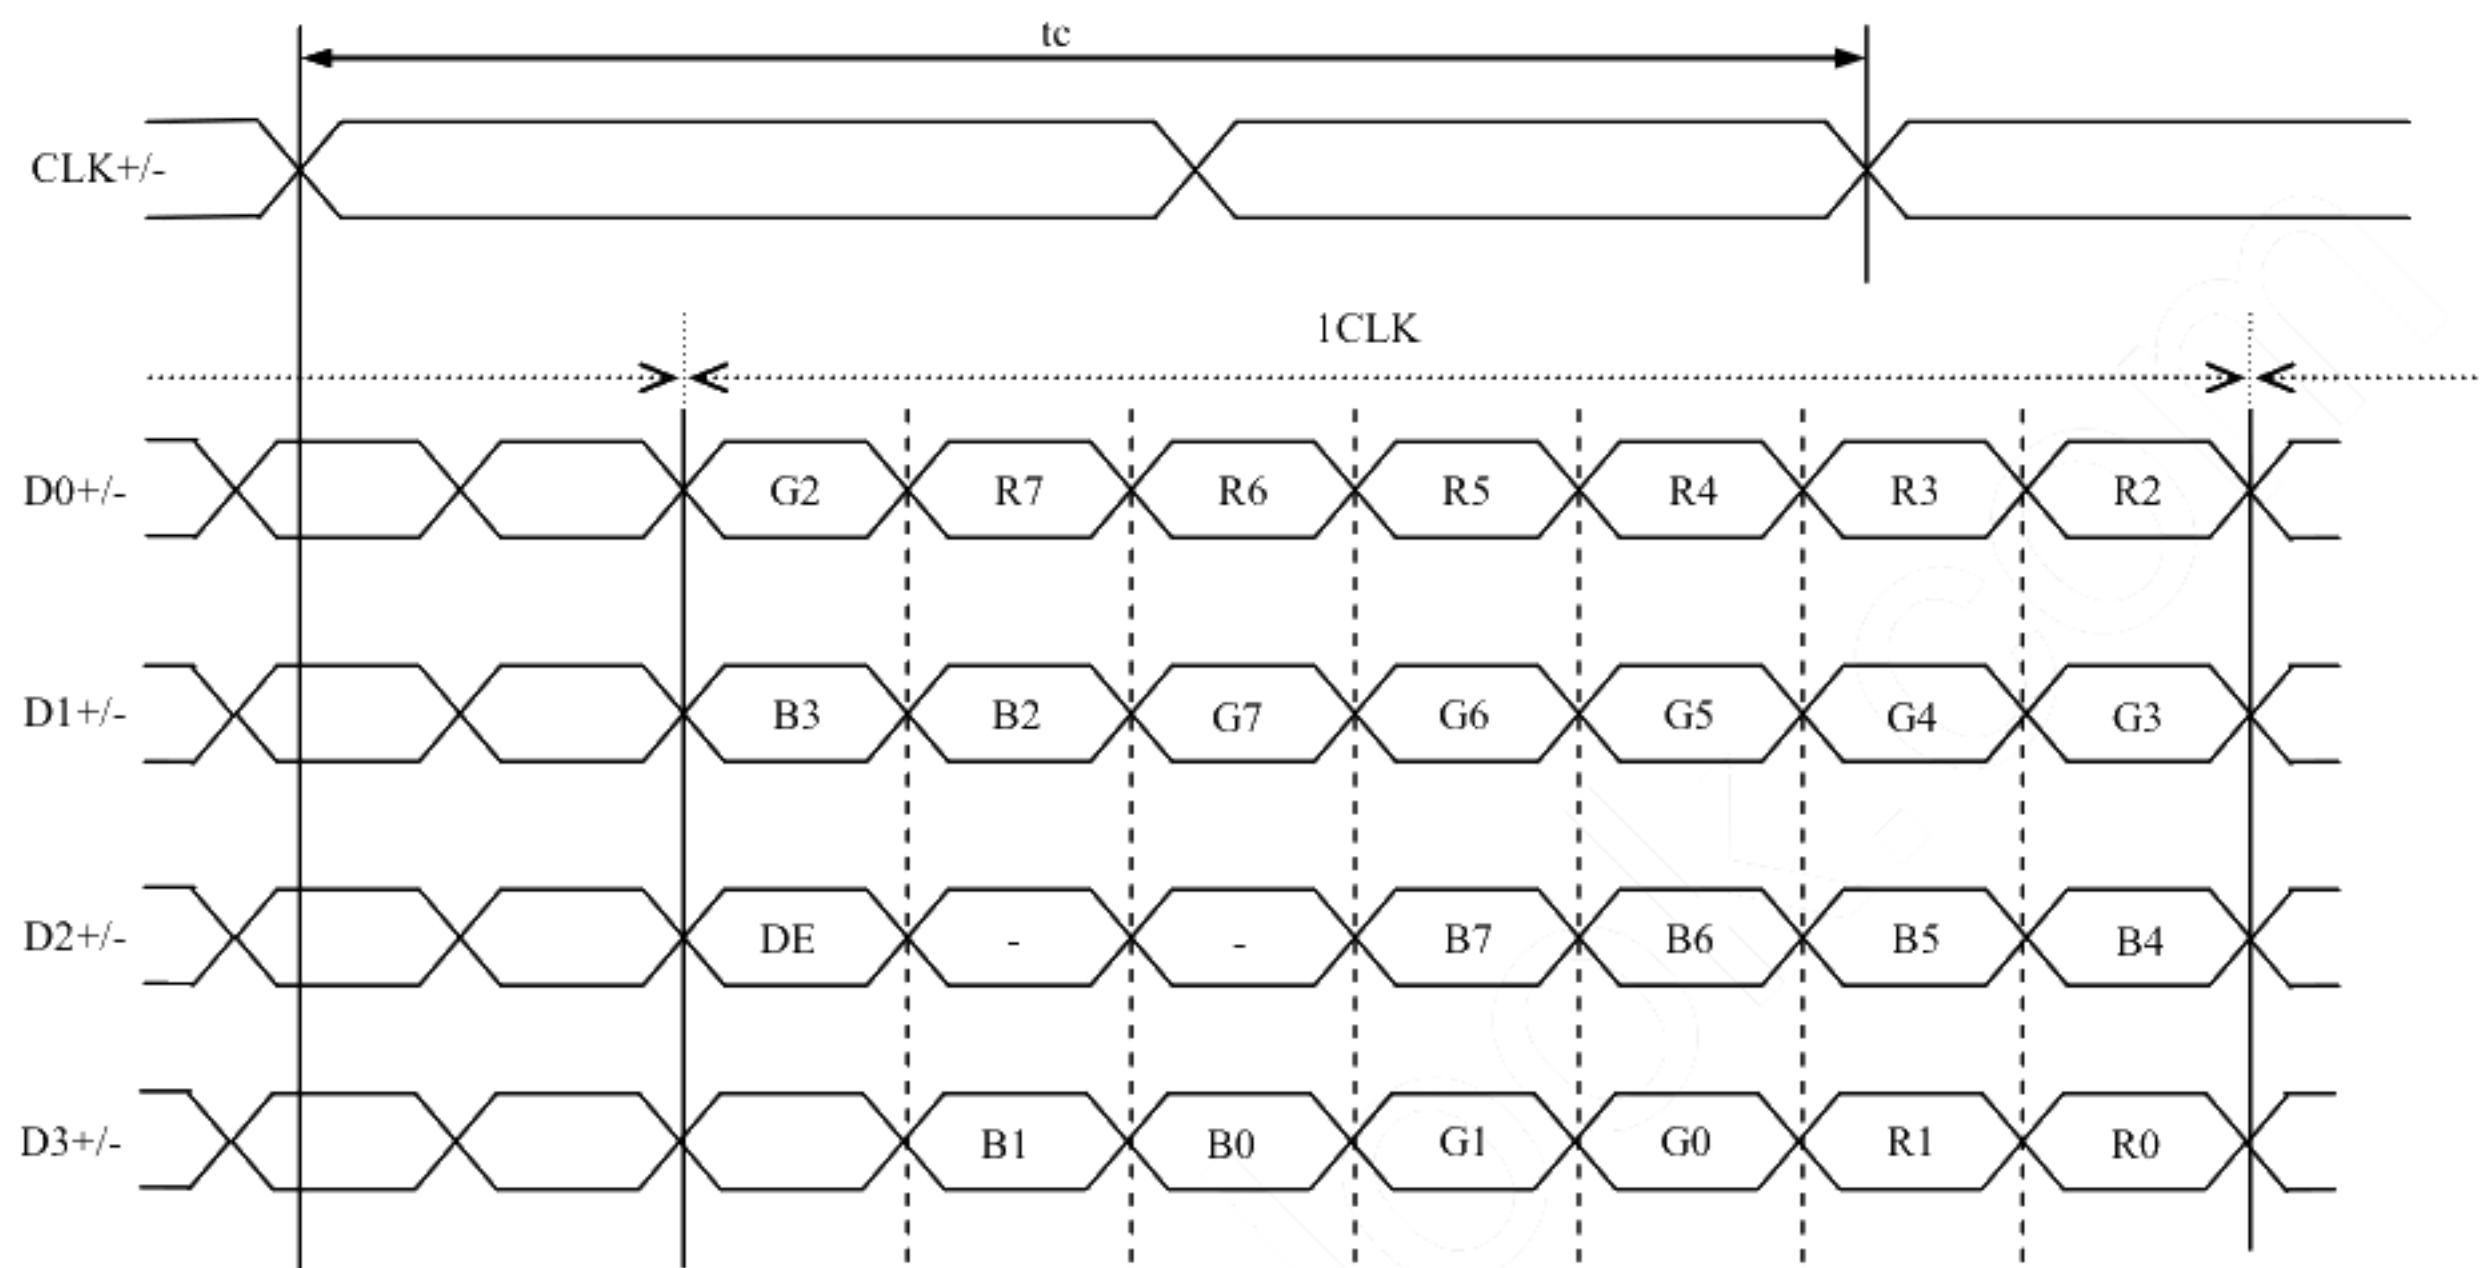 tc
CLK+/-
1CLK
D0+/- G2 R7 R6 R5 R4 R3 R2
D1+/- B3 B2 G7 G6 G5 G4 G3
D2+/- DE - - B7 B6 B5 B4
D3+/- B1 B0 G1 G0 R1 R0